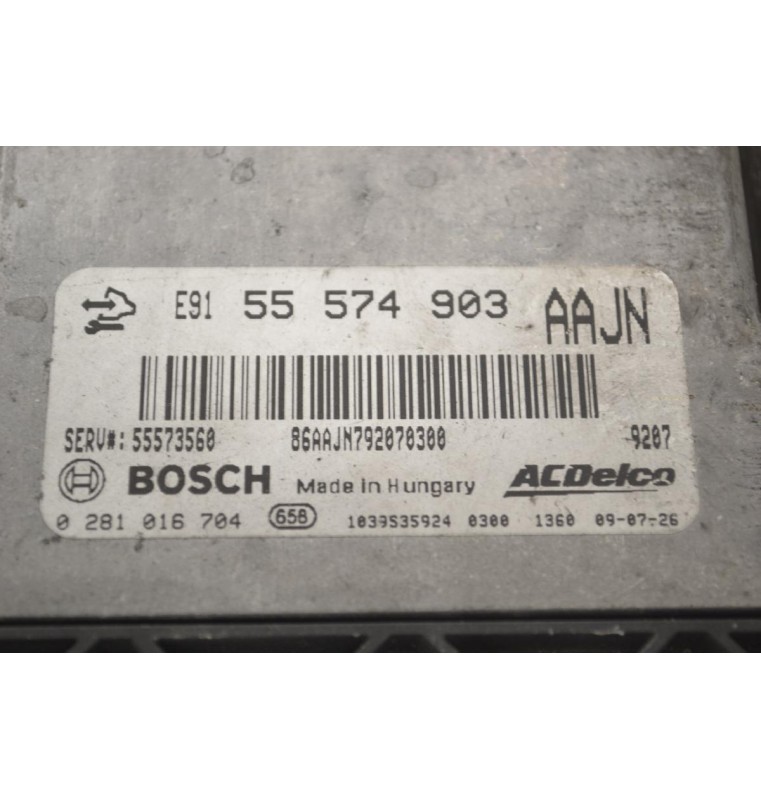 E91 55 574 903 AAJN
SERV#: 55573560 86AAJN792070300 9207
BOSCH Made in Hungary ACDelco
0 281 016 704 658 1039S35924 0300 1360 09-07-26